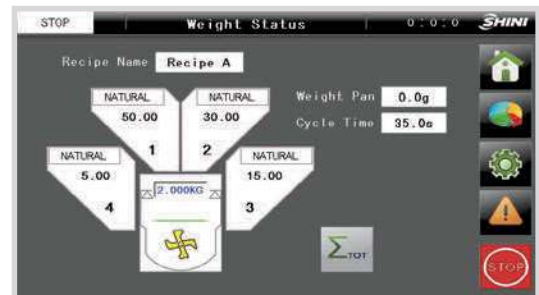 STOP Weight Status 0:0:0 SHINI
Recipe Name Recipe A
NATURAL NATURAL Weight Pan 0.0g
50.00 30.00 Cycle Time 35.0s
1 2
NATURAL NATURAL
5.00 2.000KG 15.00
4 3
ΣTOT
STOP